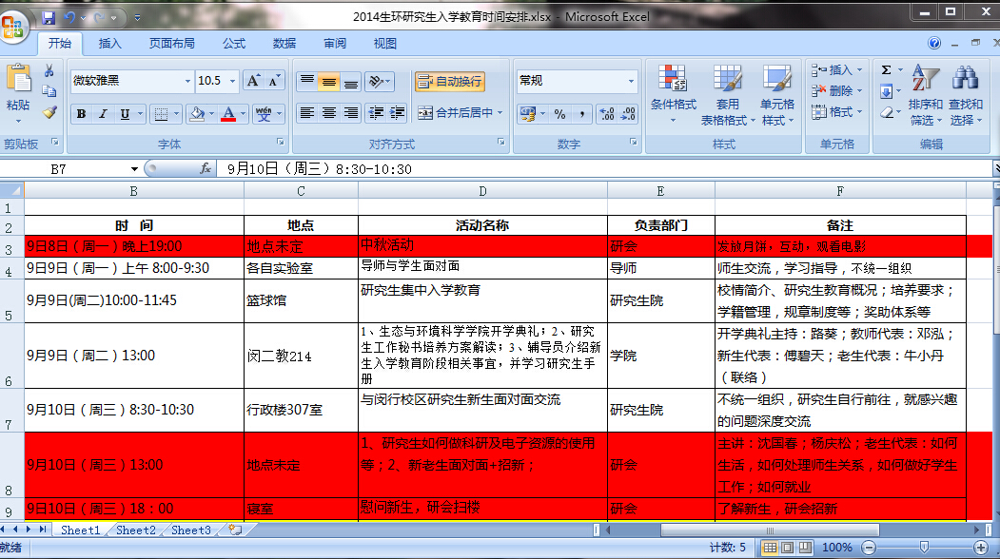 2014生环研究生入学教育时间安排.xlsx - Microsoft Excel
开始 插入 页面布局 公式 数据 审阅 视图
微软雅黑 10.5 A A 自动换行 常规 插入 Σ
粘贴 条件格式 套用 单元格 删除 排序和 查找和
B I U A wén 变 合并后居中 % , .0 .00 .00 .0 表格格式 样式 格式 筛选 选择
剪贴板 字体 对齐方式 数字 样式 单元格 编辑
B7 fx 9月10日（周三）8:30-10:30
B C D E F
1
2 时 间 地点 活动名称 负责部门 备注
3 9日8日（周一）晚上19:00 地点未定 中秋活动 研会 发放月饼，互动，观看电影
4 9日9日（周一）上午 8:00-9:30 各自实验室 导师与学生面对面 导师 师生交流，学习指导，不统一组织
5 9月9日(周二)10:00-11:45 篮球馆 研究生集中入学教育 研究生院 校情简介、研究生教育概况；培养要求；
学籍管理，规章制度等；奖助体系等
6 9月9日（周二）13:00 闵二教214 1、生态与环境科学学院开学典礼；2、研究
生工作秘书培养方案解读；3、辅导员介绍新
生入学教育阶段相关事宜，并学习研究生手
册
学院 开学典礼主持：路葵；教师代表：邓泓；
新生代表：傅碧天；老生代表：牛小丹
（联络）
7 9月10日（周三）8:30-10:30 行政楼307室 与闵行校区研究生新生面对面交流 研究生院 不统一组织，研究生自行前往，就感兴趣
的问题深度交流
8 9月10日（周三）13:00 地点未定 1、研究生如何做科研及电子资源的使用
等；2、新老生面对面+招新；
研会 主讲：沈国春；杨庆松；老生代表：如何
生活，如何处理师生关系，如何做好学生
工作；如何就业
9 9月10日（周三）18：00 寝室 慰问新生，研会扫楼 研会 了解新生，研会招新
Sheet1 Sheet2 Sheet3
就绪 计数: 5 100%